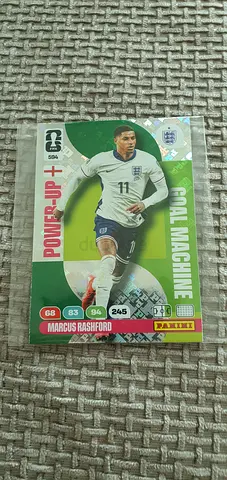 594
POWER-UP +
GOAL MACHINE
11
68 83 94 245
MARCUS RASHFORD
PANINI